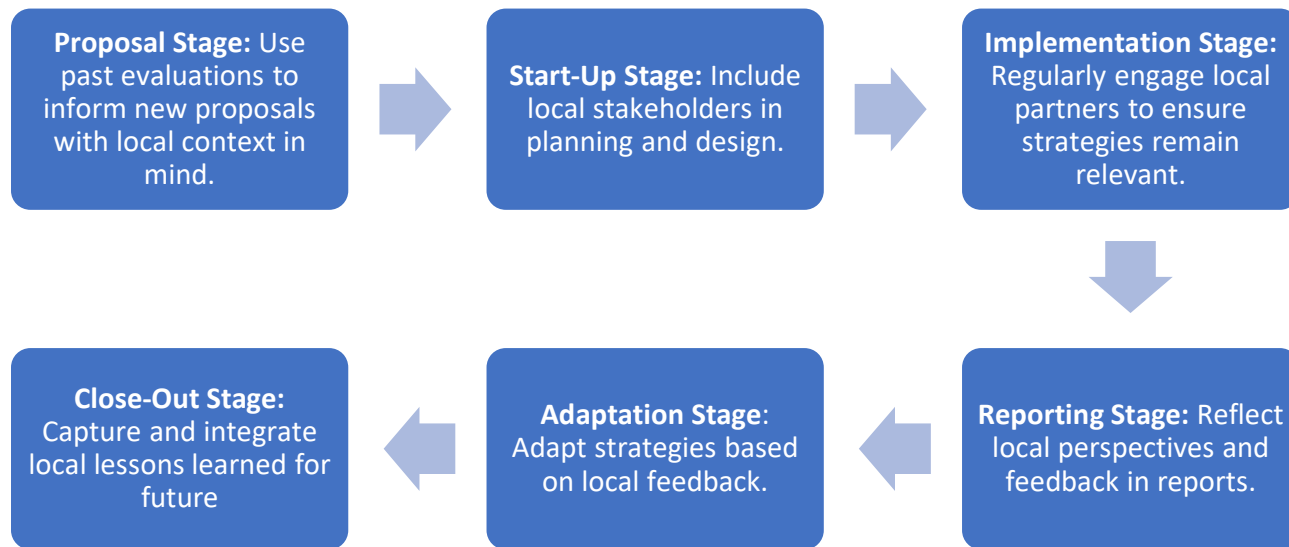 Proposal Stage: Use
past evaluations to
inform new proposals
with local context in
mind.
Start-Up Stage: Include
local stakeholders in
planning and design.
Implementation Stage:
Regularly engage local
partners to ensure
strategies remain
relevant.
Reporting Stage: Reflect
local perspectives and
feedback in reports.
Adaptation Stage:
Adapt strategies based
on local feedback.
Close-Out Stage:
Capture and integrate
local lessons learned for
future